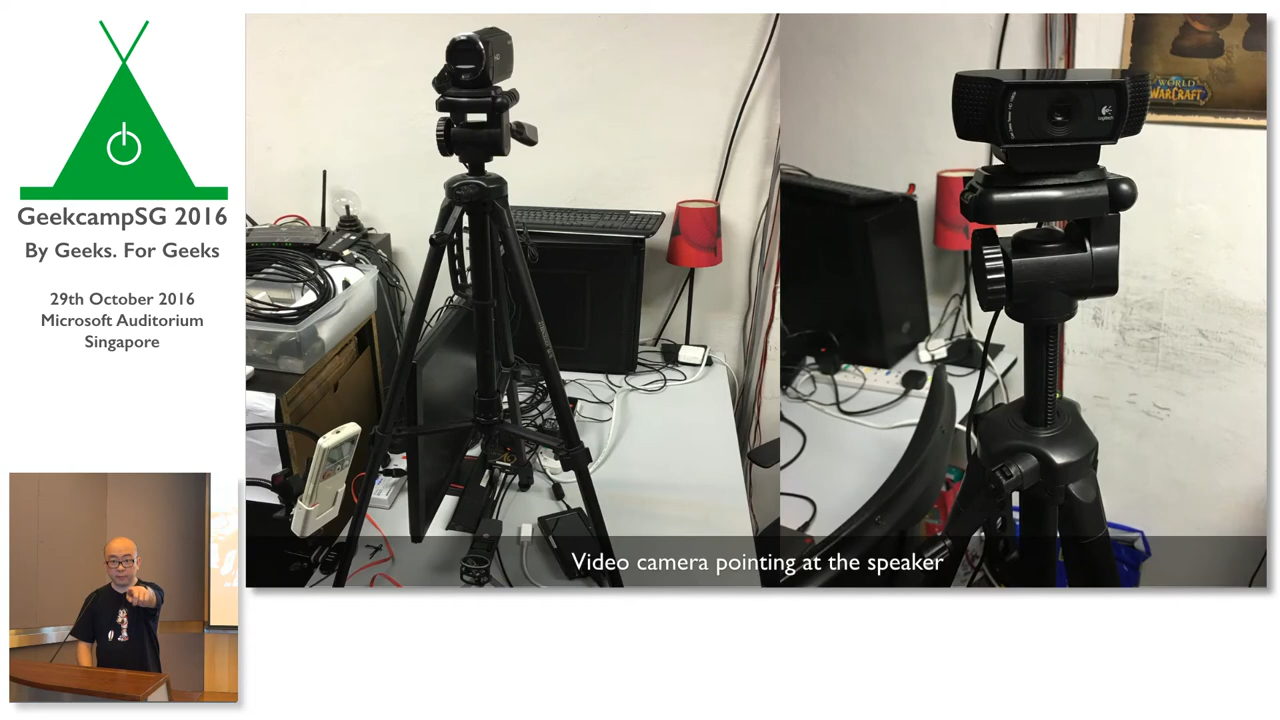 GeekcampSG 2016
By Geeks. For Geeks
29th October 2016
Microsoft Auditorium
Singapore
WORLD
WARCRAFT
Logitech
Video camera pointing at the speaker